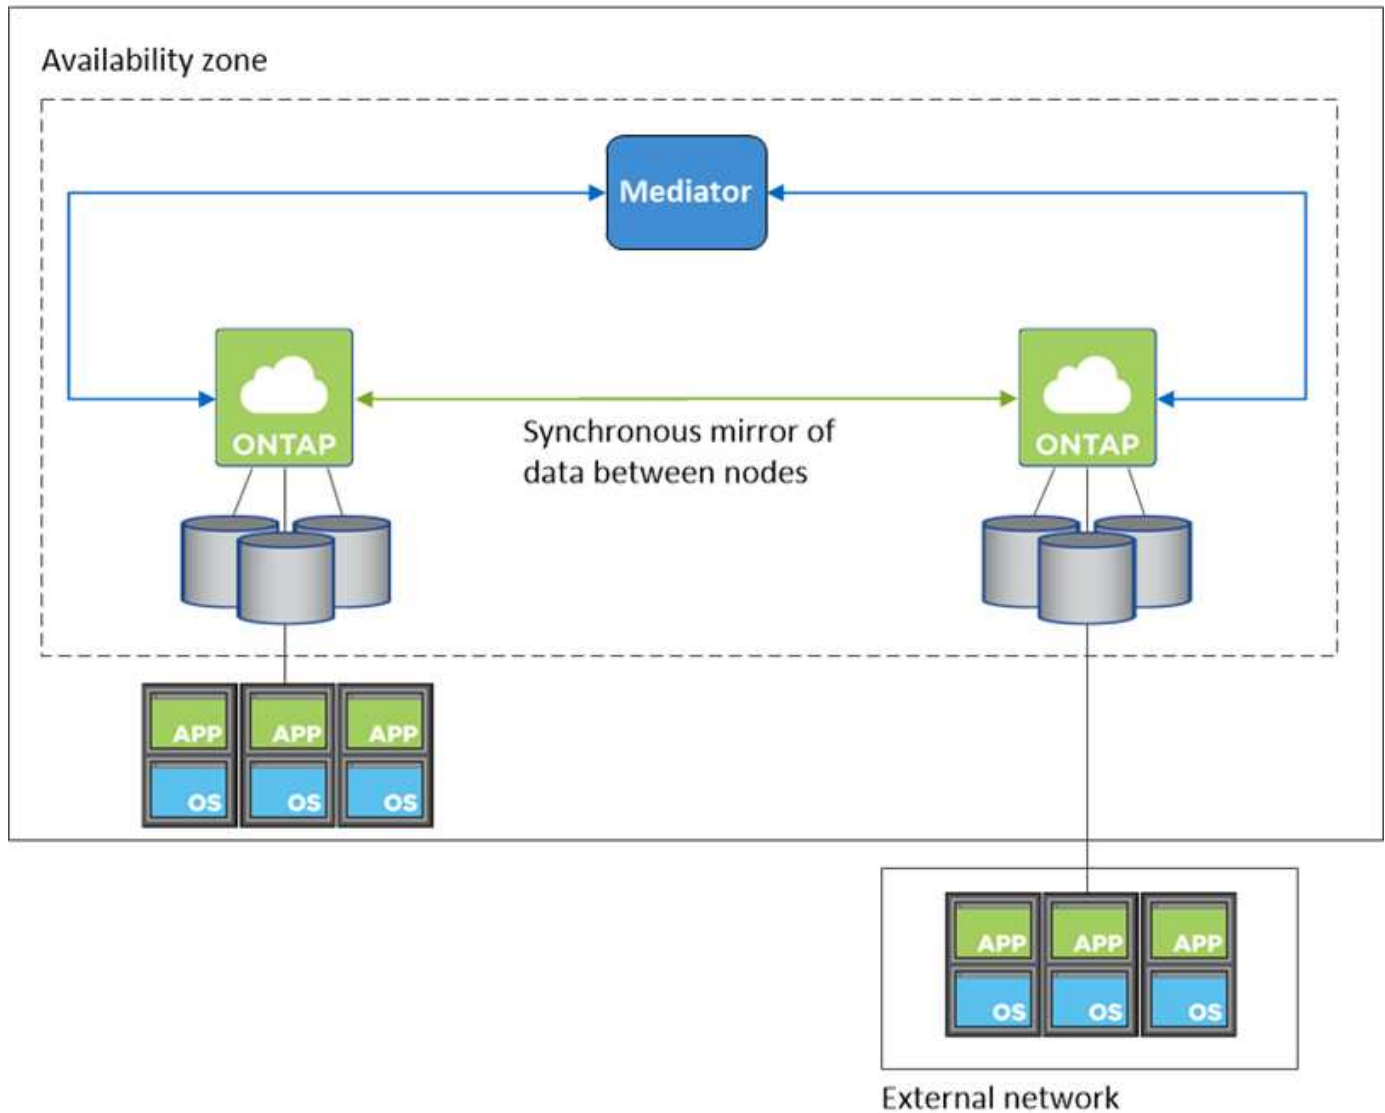 Availability zone
Mediator
ONTAP
ONTAP
Synchronous mirror of
data between nodes
APP APP APP
OS OS OS
APP APP APP
OS OS OS
External network